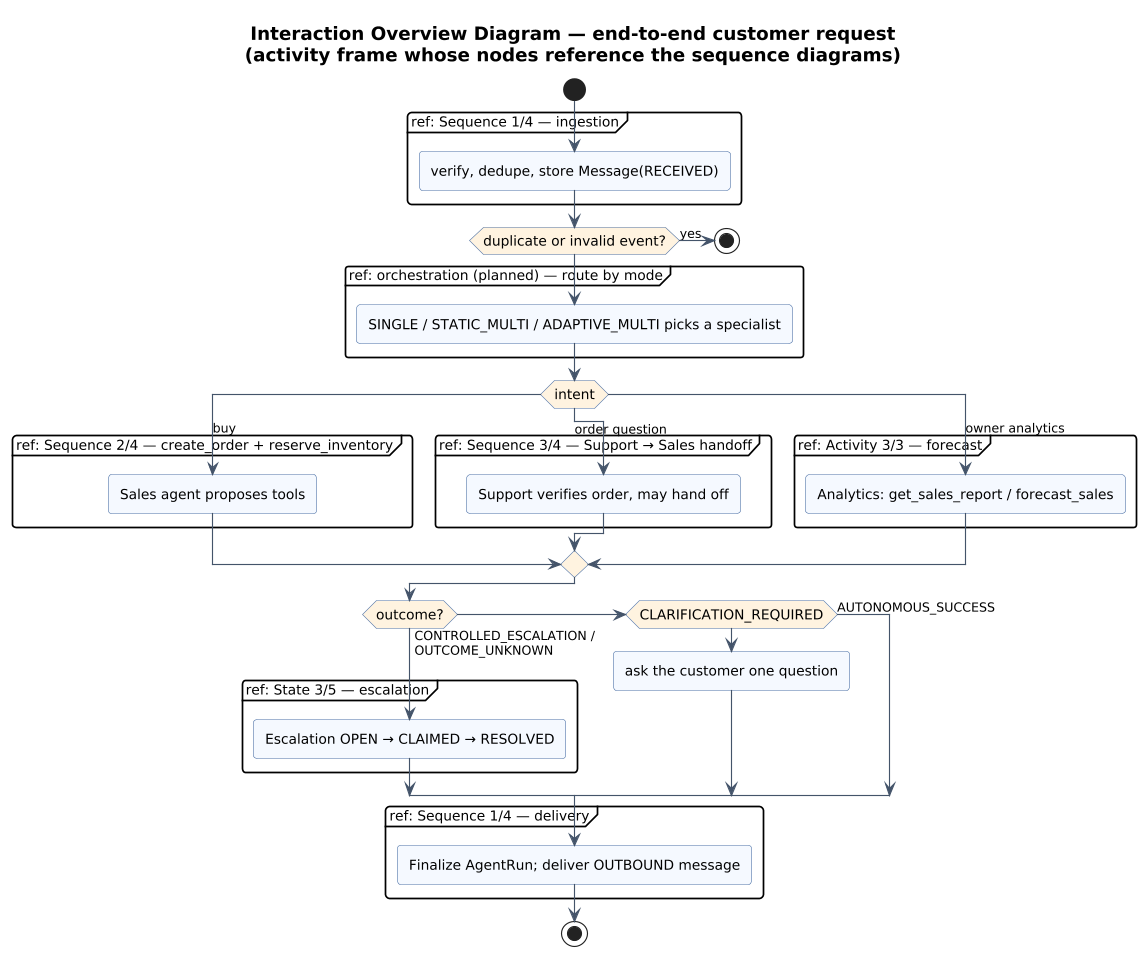 Interaction Overview Diagram — end-to-end customer request
(activity frame whose nodes reference the sequence diagrams)
ref: Sequence 1/4 — ingestion
verify, dedupe, store Message(RECEIVED)
duplicate or invalid event?
yes
ref: orchestration (planned) — route by mode
SINGLE / STATIC_MULTI / ADAPTIVE_MULTI picks a specialist
intent
buy
order question
owner analytics
ref: Sequence 2/4 — create_order + reserve_inventory
ref: Sequence 3/4 — Support → Sales handoff
ref: Activity 3/3 — forecast
Sales agent proposes tools
Support verifies order, may hand off
Analytics: get_sales_report / forecast_sales
outcome?
CLARIFICATION_REQUIRED
AUTONOMOUS_SUCCESS
CONTROLLED_ESCALATION /
OUTCOME_UNKNOWN
ask the customer one question
ref: State 3/5 — escalation
Escalation OPEN → CLAIMED → RESOLVED
ref: Sequence 1/4 — delivery
Finalize AgentRun; deliver OUTBOUND message